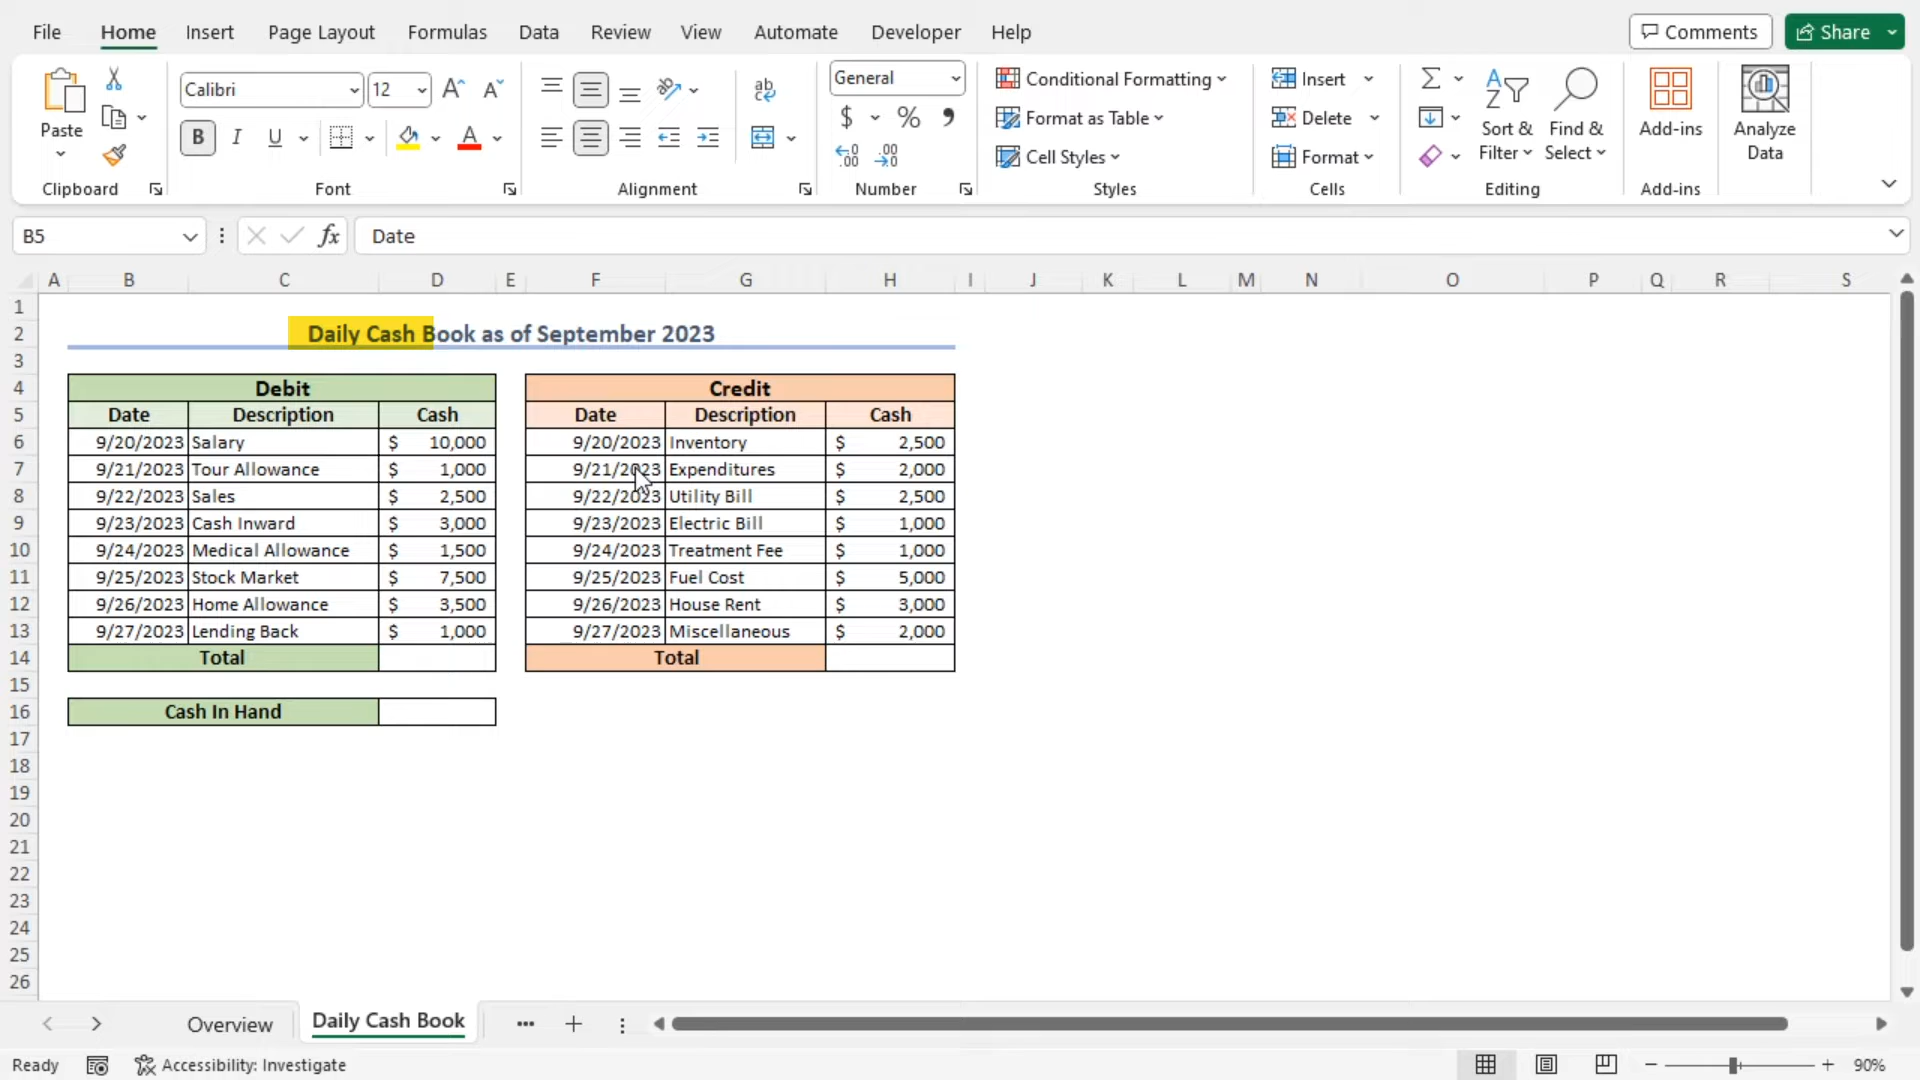 File Home Insert Page Layout Formulas Data Review View Automate Developer Help Comments Share
Calibri 12 A A ab General Conditional Formatting Insert Σ A
Paste $ % , Format as Table Delete Z Sort & Filter Find & Select Add-ins Analyze Data
B I U A .00 .00 Cell Styles Format
Clipboard Font Alignment Number Styles Cells Editing Add-ins
B5 fx Date
A B C D E F G H I J K L M N O P Q R S
1
2 Daily Cash Book as of September 2023
3
4 Debit Credit
5 Date Description Cash Date Description Cash
6 9/20/2023 Salary $ 10,000 9/20/2023 Inventory $ 2,500
7 9/21/2023 Tour Allowance $ 1,000 9/21/2023 Expenditures $ 2,000
8 9/22/2023 Sales $ 2,500 9/22/2023 Utility Bill $ 2,500
9 9/23/2023 Cash Inward $ 3,000 9/23/2023 Electric Bill $ 1,000
10 9/24/2023 Medical Allowance $ 1,500 9/24/2023 Treatment Fee $ 1,000
11 9/25/2023 Stock Market $ 7,500 9/25/2023 Fuel Cost $ 5,000
12 9/26/2023 Home Allowance $ 3,500 9/26/2023 House Rent $ 3,000
13 9/27/2023 Lending Back $ 1,000 9/27/2023 Miscellaneous $ 2,000
14 Total Total
15
16 Cash In Hand
17
18
19
20
21
22
23
24
25
26
Overview Daily Cash Book
Ready Accessibility: Investigate 90%